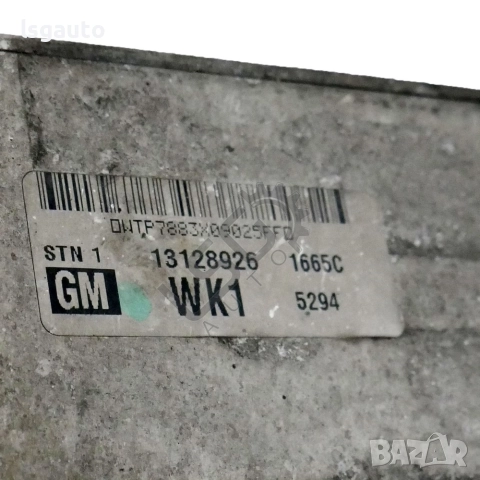 lsgauto
DWTP7883X09025FFD
STN 1 13128926 1665C
GM WK1 5294
BAZAR